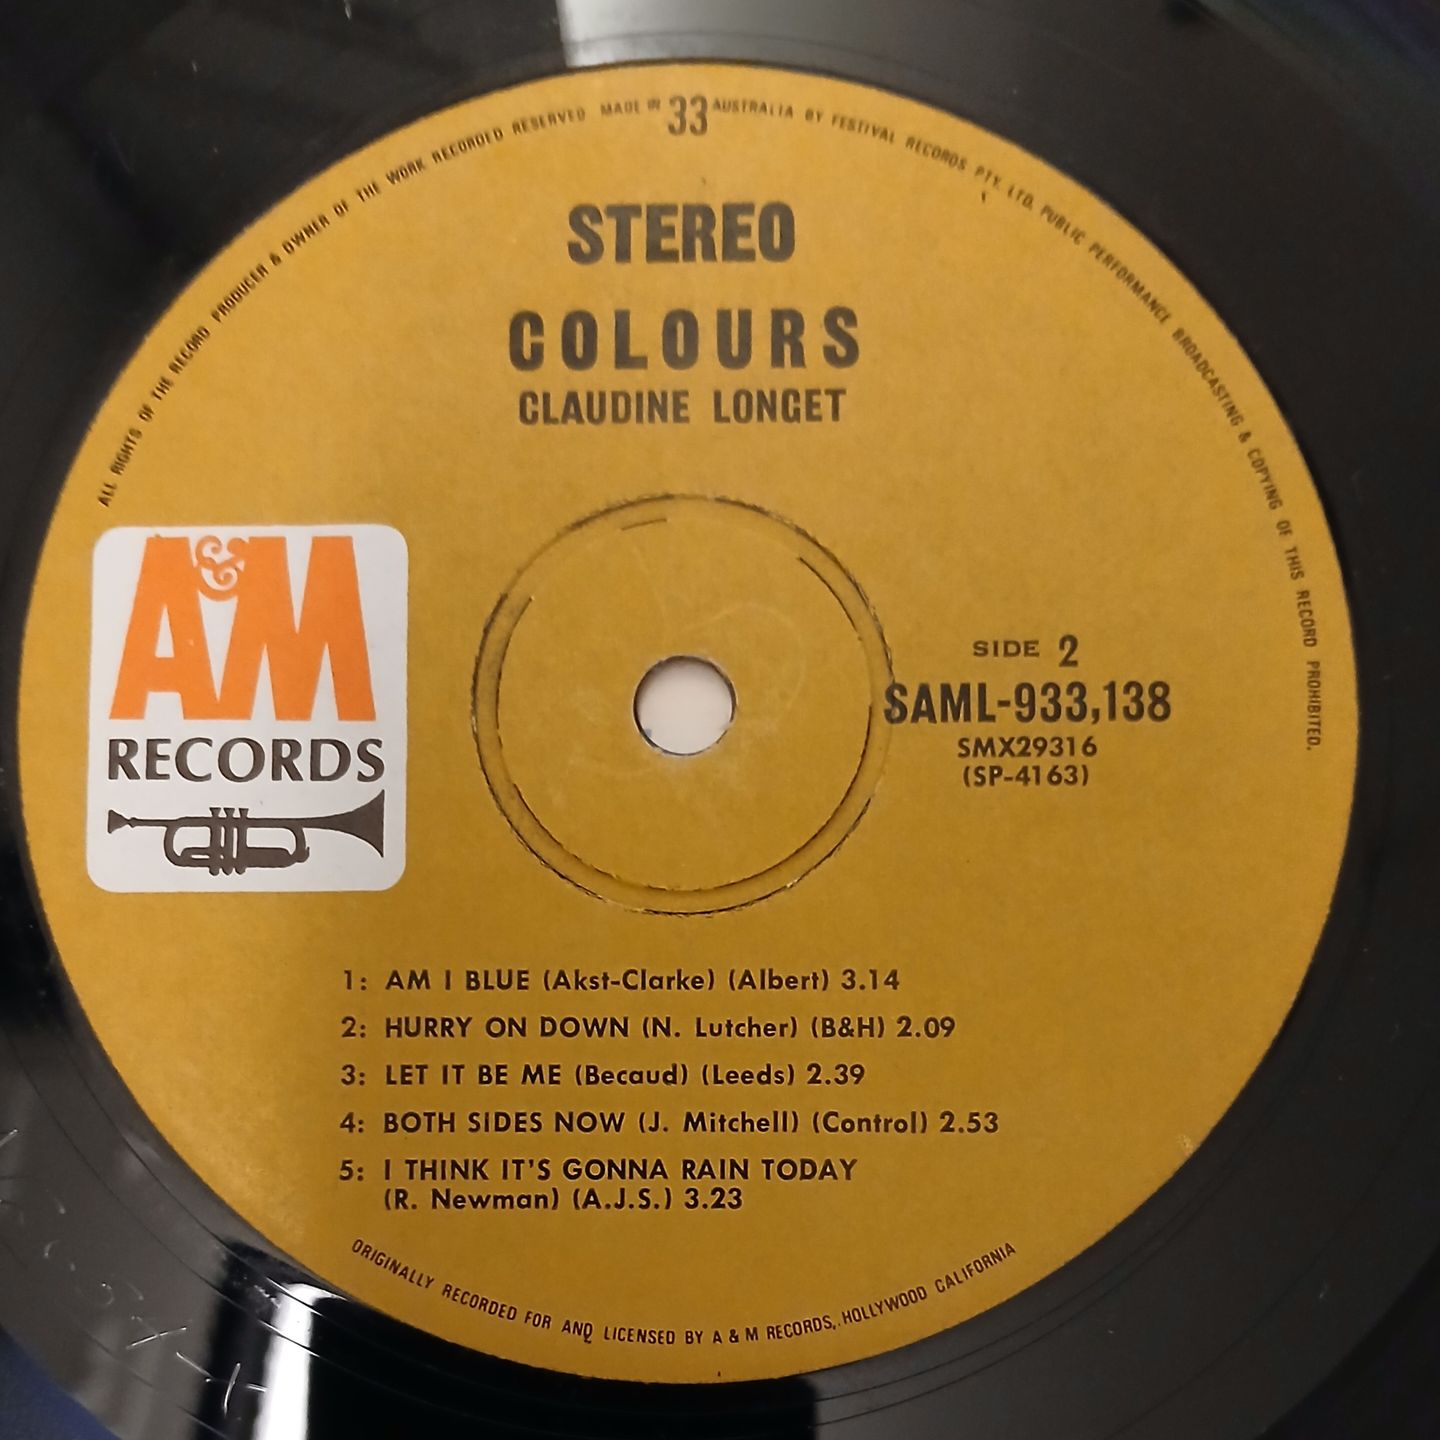 ALL RIGHTS OF THE RECORD PRODUCER & OWNER OF THE WORK RECORDED RESERVED MADE IN 33 AUSTRALIA BY FESTIVAL RECORDS PTY. LTD. PUBLIC PERFORMANCE BROADCASTING & COPYING OF THIS RECORD PROHIBITED.
STEREO
COLOURS
CLAUDINE LONGET
A&M
RECORDS
SIDE 2
SAML-933,138
SMX29316
(SP-4163)
1: AM I BLUE (Akst-Clarke) (Albert) 3.14
2: HURRY ON DOWN (N. Lutcher) (B&H) 2.09
3: LET IT BE ME (Becaud) (Leeds) 2.39
4: BOTH SIDES NOW (J. Mitchell) (Control) 2.53
5: I THINK IT'S GONNA RAIN TODAY
(R. Newman) (A.J.S.) 3.23
ORIGINALLY RECORDED FOR AND LICENSED BY A & M RECORDS, HOLLYWOOD CALIFORNIA